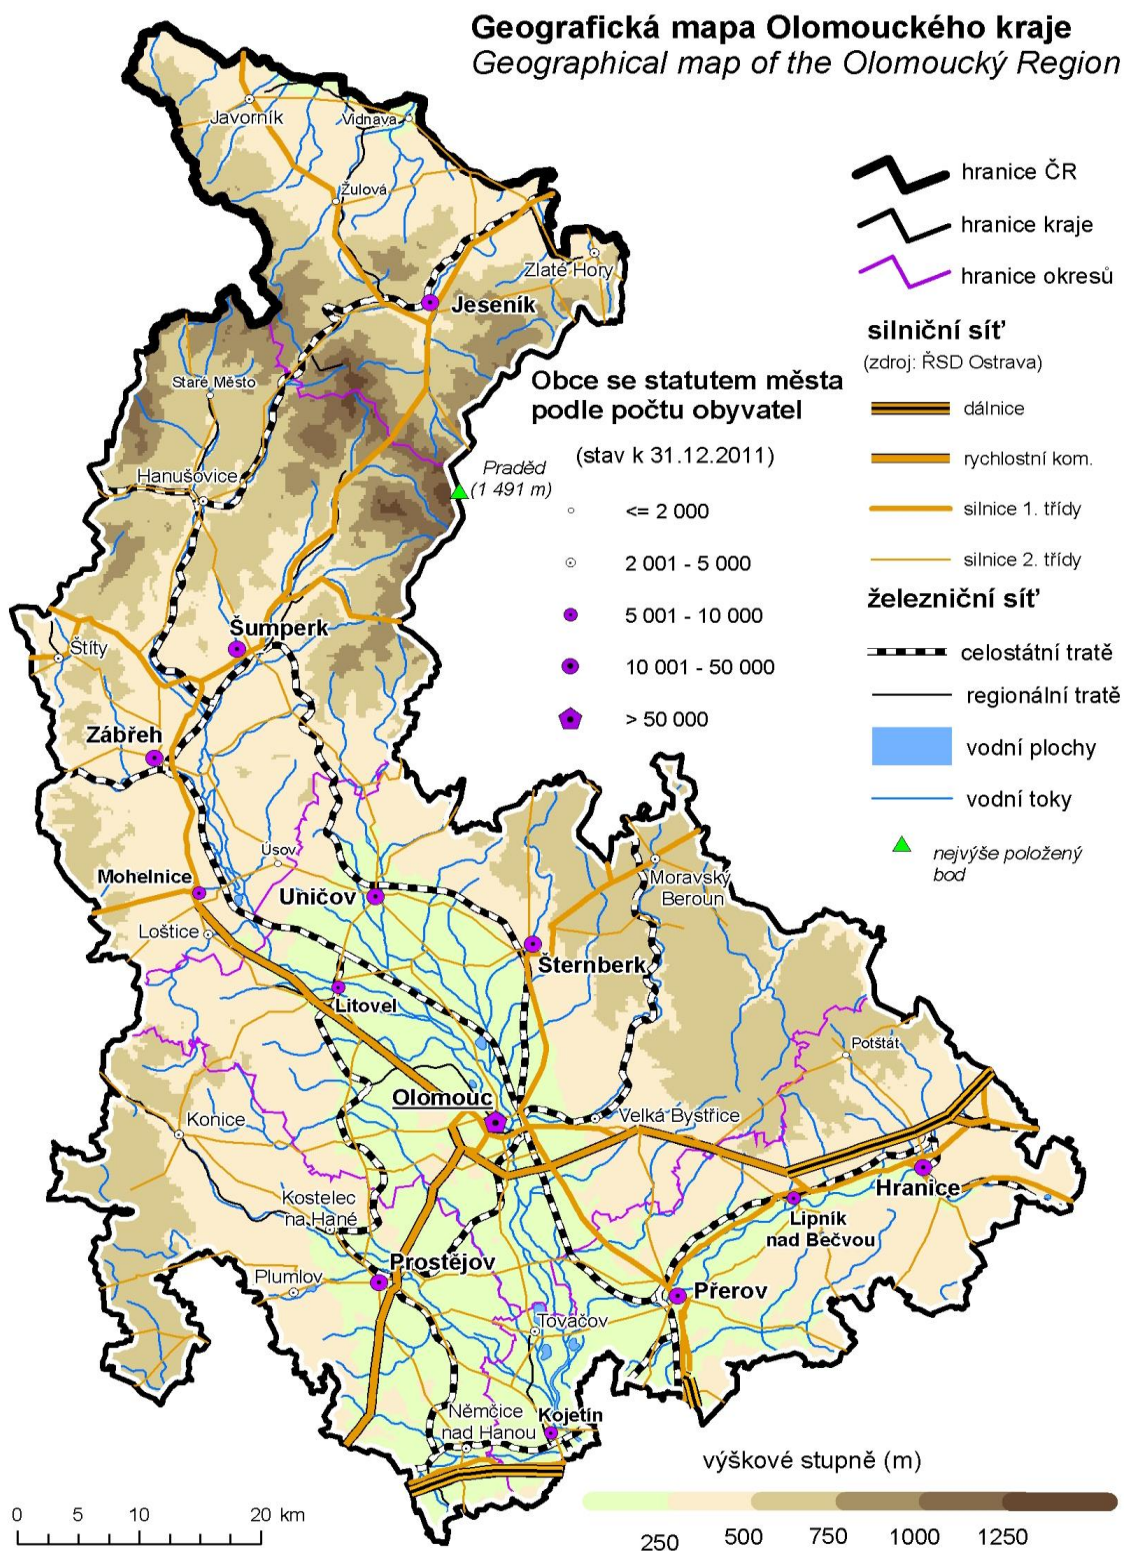 Geografická mapa Olomouckého kraje
Geographical map of the Olomoucký Region
hranice ČR
hranice kraje
hranice okresů
silniční síť
(zdroj: ŘSD Ostrava)
dálnice
rychlostní kom.
silnice 1. třídy
silnice 2. třídy
železniční síť
celostátní tratě
regionální tratě
vodní plochy
vodní toky
nejvýše položený
bod
Obce se statutem města
podle počtu obyvatel
(stav k 31.12.2011)
<= 2 000
2 001 - 5 000
5 001 - 10 000
10 001 - 50 000
> 50 000
Javorník
Vidnava
Žulová
Zlaté Hory
Jeseník
Staré Město
Hanušovice
Praděd
(1 491 m)
Šumperk
Štíty
Zábřeh
Úsov
Mohelnice
Uničov
Moravský
Beroun
Loštice
Šternberk
Litovel
Potštát
Olomouc
Velká Bystřice
Konice
Hranice
Kostelec
na Hané
Lipník
nad Bečvou
Prostějov
Plumlov
Přerov
Tovačov
Němčice
nad Hanou
Kojetín
výškové stupně (m)
250
500
750
1000
1250
0
5
10
20
km